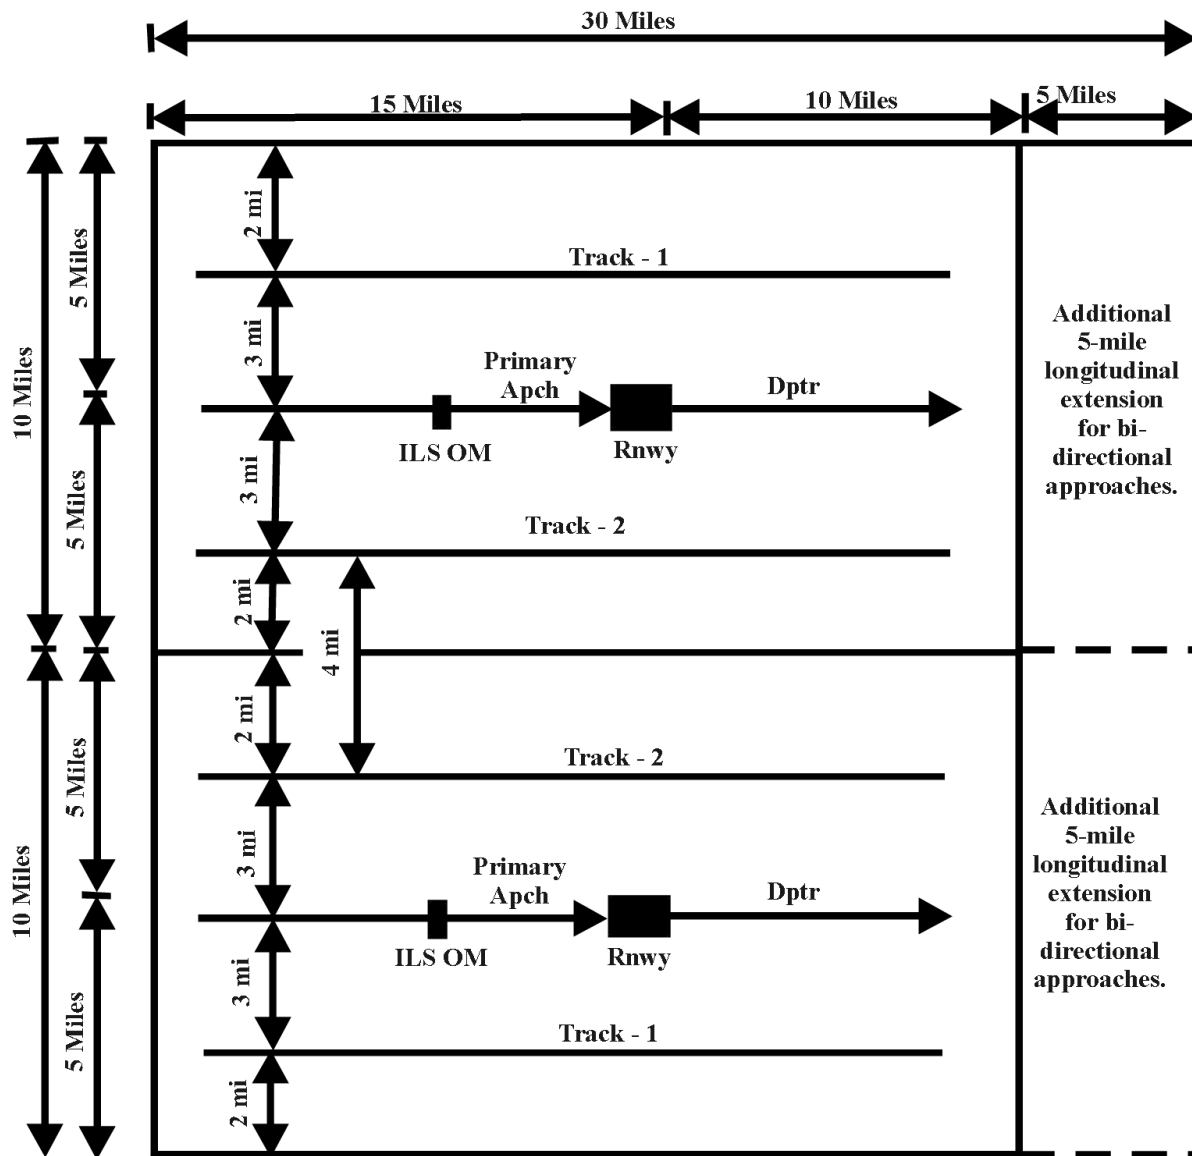 30 Miles
15 Miles
10 Miles
5 Miles
2 mi
Track - 1
5 Miles
3 mi
10 Miles
Primary
Apch
Dptr
ILS OM
Rnwy
Additional
5-mile
longitudinal
extension
for bi-
directional
approaches.
5 Miles
3 mi
Track - 2
2 mi
4 mi
2 mi
Track - 2
5 Miles
3 mi
10 Miles
Primary
Apch
Dptr
ILS OM
Rnwy
Additional
5-mile
longitudinal
extension
for bi-
directional
approaches.
5 Miles
3 mi
Track - 1
2 mi